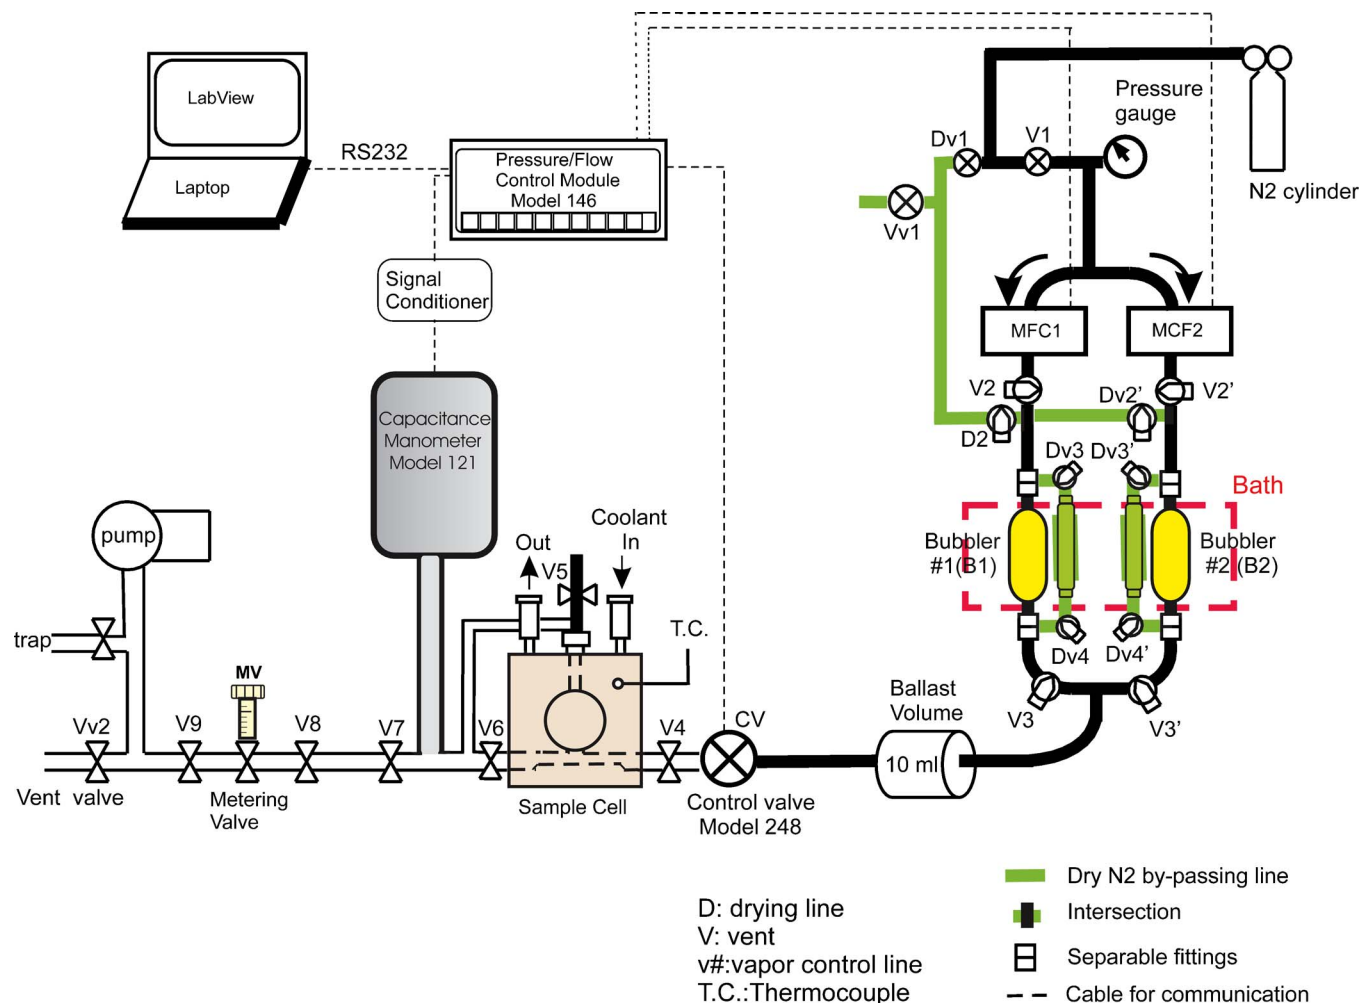 LabView
Laptop
RS232
Pressure/Flow
Control Module
Model 146
Signal
Conditioner
Capacitance
Manometer
Model 121
Pressure
gauge
Dv1
V1
N2 cylinder
Vv1
MFC1
MCF2
V2
Dv2'
V2'
D2
Dv3
Dv3'
Bath
Bubbler
#1(B1)
Bubbler
#2(B2)
Dv4
Dv4'
V3
V3'
pump
trap
Out
Coolant
In
V5
T.C.
MV
Vv2
V9
V8
V7
V6
V4
CV
Ballast
Volume
10 ml
Vent valve
Metering
Valve
Sample Cell
Control valve
Model 248
D: drying line
V: vent
v#:vapor control line
T.C.:Thermocouple
Dry N2 by-passing line
Intersection
Separable fittings
Cable for communication